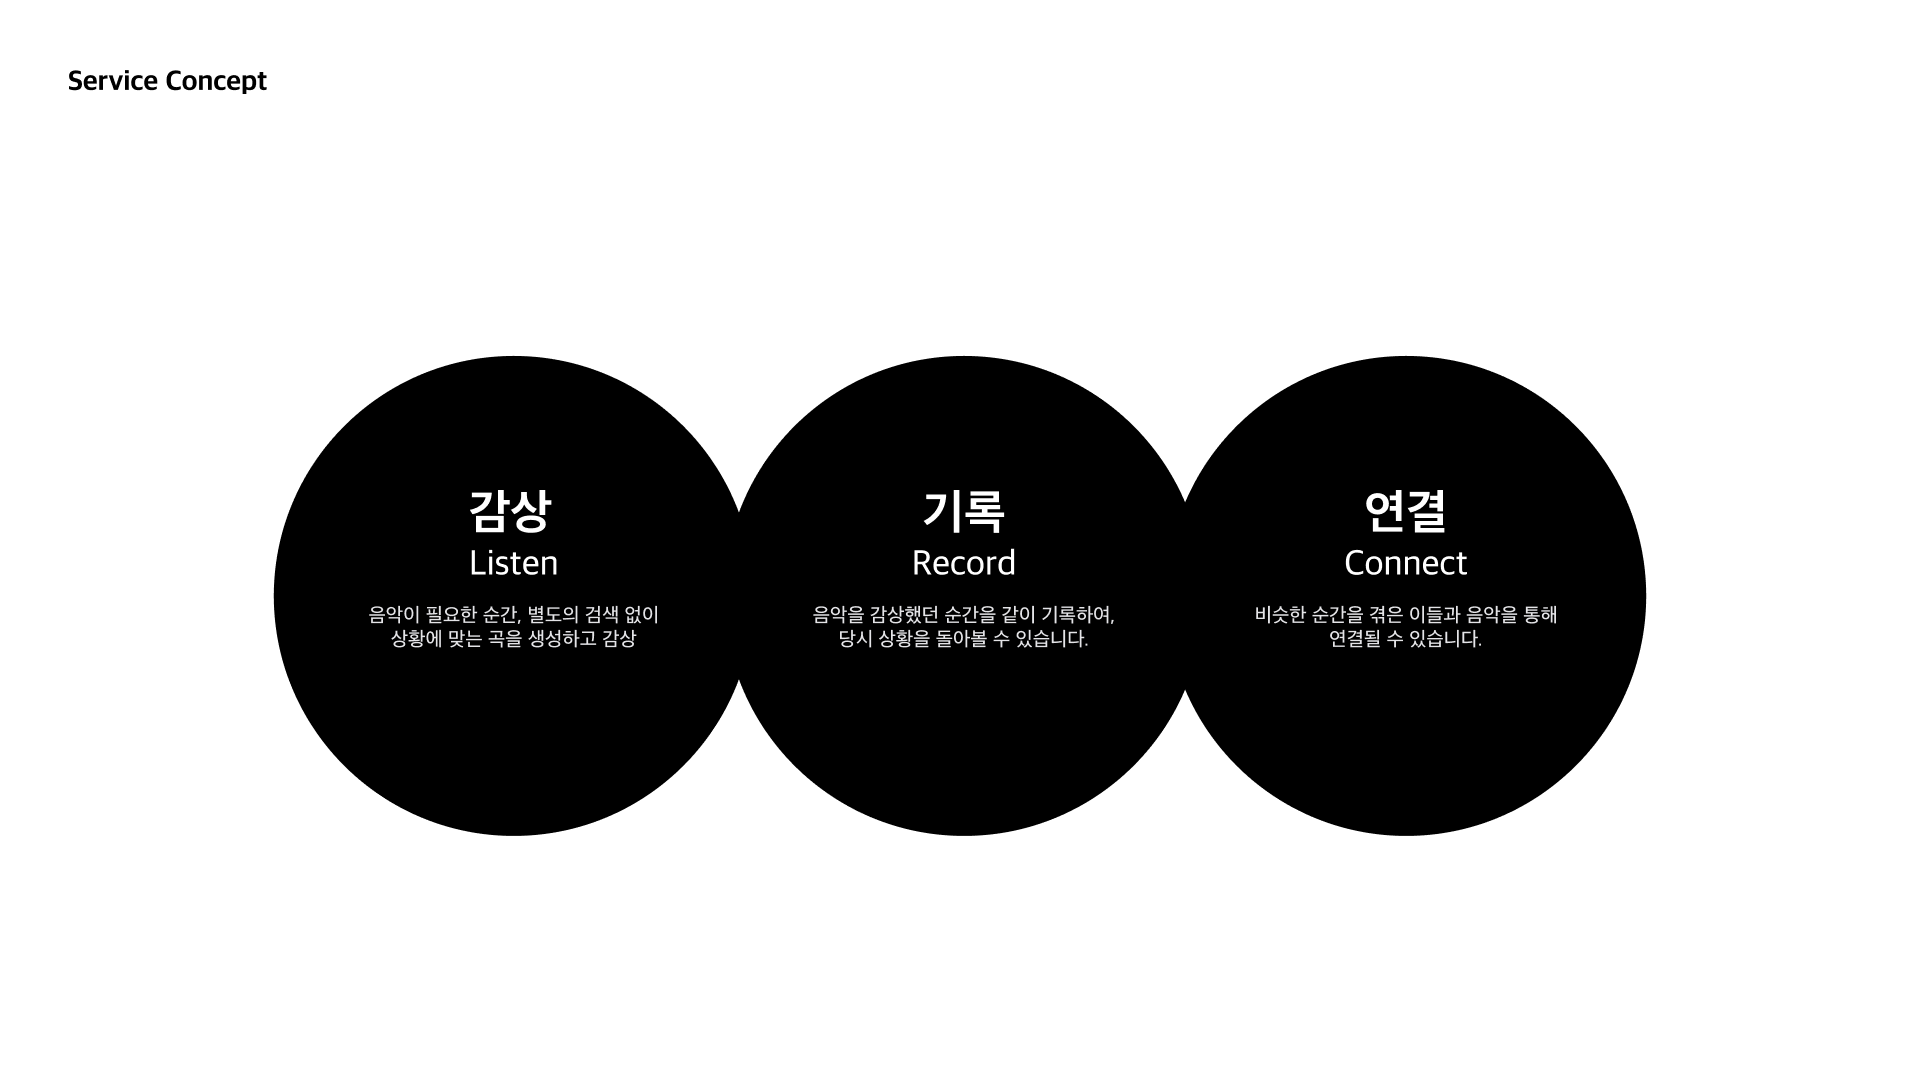 Service Concept
감상
Listen
음악이 필요한 순간, 별도의 검색 없이
상황에 맞는 곡을 생성하고 감상
기록
Record
음악을 감상했던 순간을 같이 기록하여,
당시 상황을 돌아볼 수 있습니다.
연결
Connect
비슷한 순간을 겪은 이들과 음악을 통해
연결될 수 있습니다.